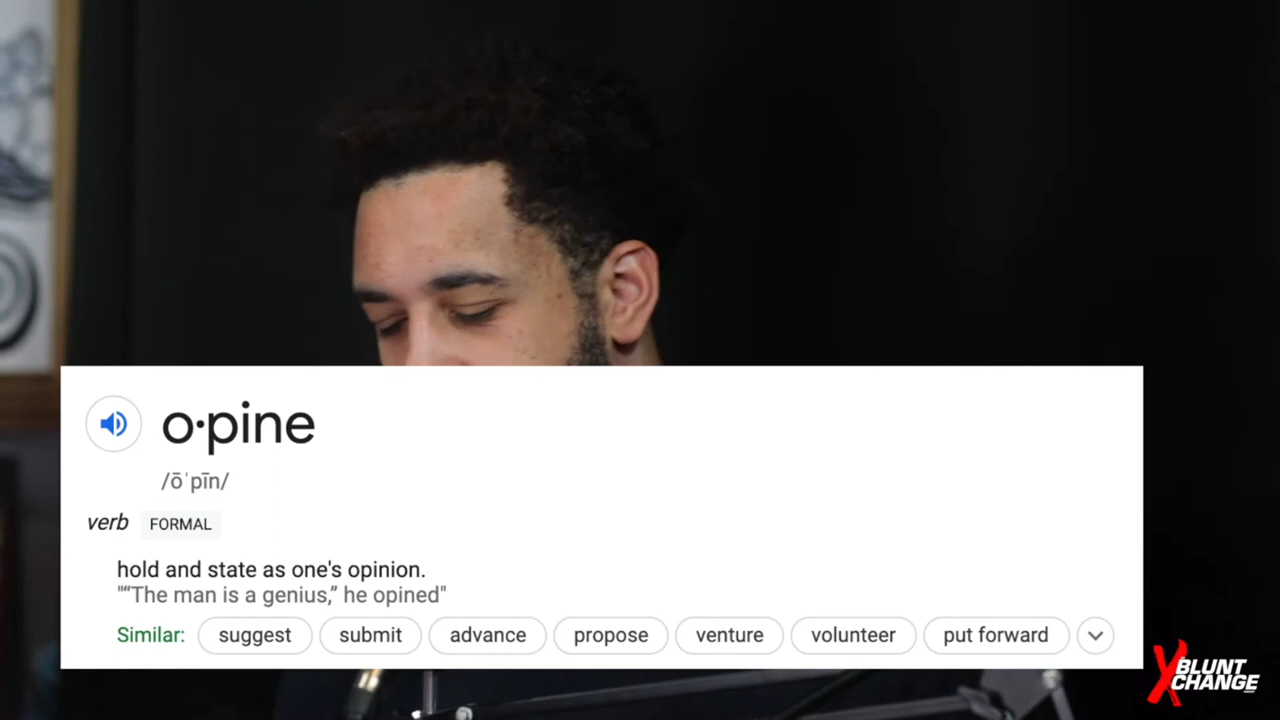 o·pine
/ōˈpīn/
verb FORMAL
hold and state as one's opinion.
"“The man is a genius,” he opined"
Similar: suggest submit advance propose venture volunteer put forward
BLUNT
XCHANGE